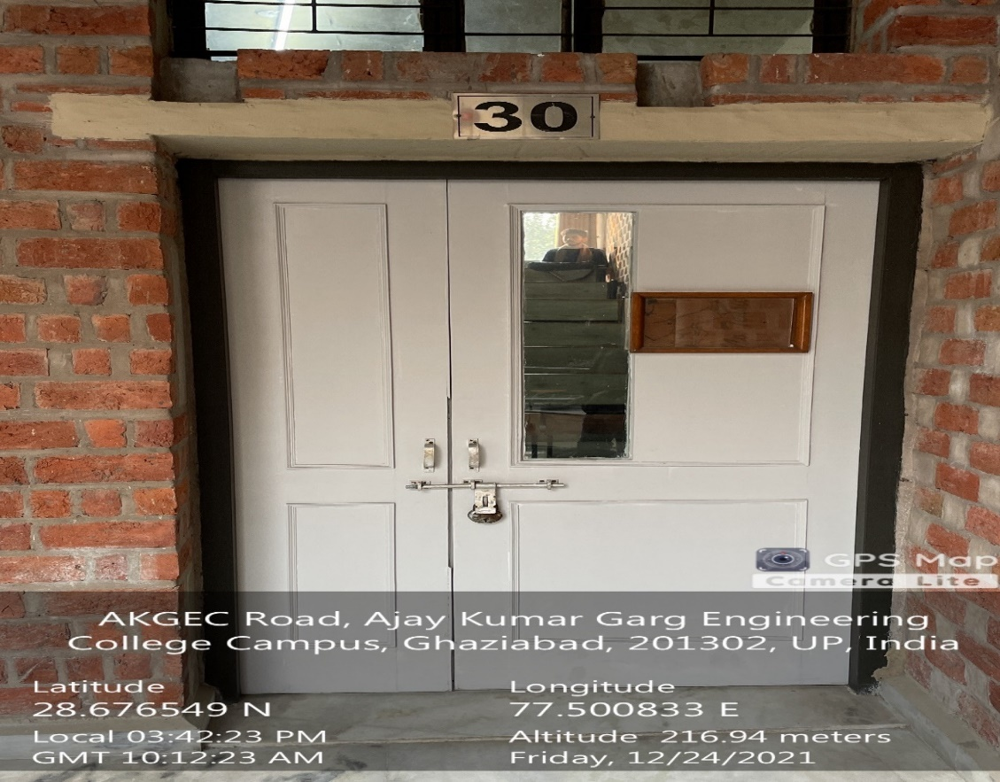 30
GPS Map
Camera Lite
AKGEC Road, Ajay Kumar Garg Engineering
College Campus, Ghaziabad, 201302, UP, India
Latitude
28.676549 N
Longitude
77.500833 E
Local 03:42:23 PM
GMT 10:12:23 AM
Altitude 216.94 meters
Friday, 12/24/2021